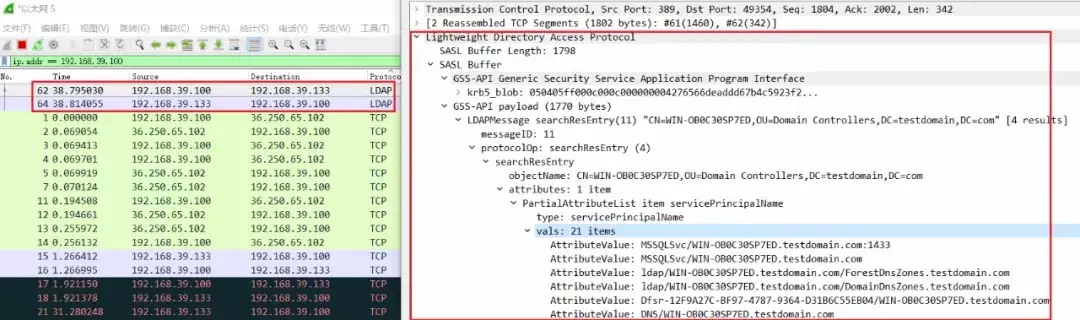 *以太网 5
文件(F) 编辑(E) 视图(V) 跳转(G) 捕获(C) 分析(A) 统计(S) 电话(Y) 无线(W) 工具(T)
ip.addr == 192.168.39.100
No. Time Source Destination Protoco
62 38.795030 192.168.39.100 192.168.39.133 LDAP
64 38.814055 192.168.39.133 192.168.39.100 LDAP
1 0.000000 192.168.39.100 36.250.65.102 TCP
2 0.069054 36.250.65.102 192.168.39.100 TCP
3 0.069413 192.168.39.100 36.250.65.102 TCP
4 0.069701 192.168.39.100 36.250.65.102 TCP
5 0.069919 192.168.39.100 36.250.65.102 TCP
7 0.070124 36.250.65.102 192.168.39.100 TCP
11 0.194508 36.250.65.102 192.168.39.100 TCP
12 0.194661 36.250.65.102 192.168.39.100 TCP
13 0.255972 192.168.39.100 36.250.65.102 TCP
14 0.256132 192.168.39.100 36.250.65.102 TCP
15 1.266412 192.168.39.133 192.168.39.100 TCP
16 1.266995 192.168.39.100 192.168.39.133 TCP
17 1.921150 192.168.39.100 192.168.39.133 TCP
18 1.921378 192.168.39.133 192.168.39.100 TCP
21 31.280248 192.168.39.133 192.168.39.100 TCP
Transmission Control Protocol, Src Port: 389, Dst Port: 49354, Seq: 1804, Ack: 2002, Len: 342
[2 Reassembled TCP Segments (1802 bytes): #61(1460), #62(342)]
Lightweight Directory Access Protocol
SASL Buffer Length: 1798
SASL Buffer
GSS-API Generic Security Service Application Program Interface
krb5_blob: 050405ff000c000c000000004276566deaddd67b4c5923f2...
GSS-API payload (1770 bytes)
LDAPMessage searchResEntry(11) "CN=WIN-OB0C30SP7ED,OU=Domain Controllers,DC=testdomain,DC=com" [4 results]
messageID: 11
protocolOp: searchResEntry (4)
searchResEntry
objectName: CN=WIN-OB0C30SP7ED,OU=Domain Controllers,DC=testdomain,DC=com
attributes: 1 item
PartialAttributeList item servicePrincipalName
type: servicePrincipalName
vals: 21 items
AttributeValue: MSSQLSvc/WIN-OB0C30SP7ED.testdomain.com:1433
AttributeValue: MSSQLSvc/WIN-OB0C30SP7ED.testdomain.com
AttributeValue: ldap/WIN-OB0C30SP7ED.testdomain.com/ForestDnsZones.testdomain.com
AttributeValue: ldap/WIN-OB0C30SP7ED.testdomain.com/DomainDnsZones.testdomain.com
AttributeValue: Dfsr-12F9A27C-BF97-4787-9364-D31B6C55EB04/WIN-OB0C30SP7ED.testdomain.com
AttributeValue: DNS/WIN-OB0C30SP7ED.testdomain.com